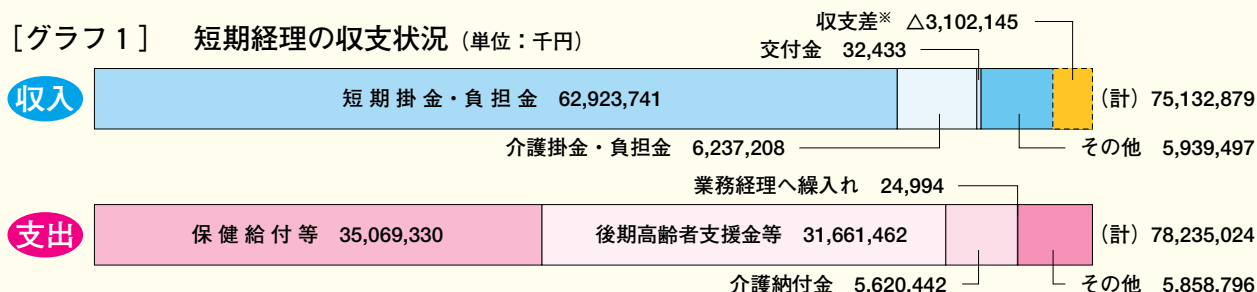 [グラフ1] 短期経理の収支状況（単位：千円）
収支差※ △3,102,145
交付金 32,433
収入
短期掛金・負担金 62,923,741
（計）75,132,879
介護掛金・負担金 6,237,208
その他 5,939,497
業務経理へ繰入れ 24,994
支出
保健給付等 35,069,330
後期高齢者支援金等 31,661,462
（計）78,235,024
介護納付金 5,620,442
その他 5,858,796